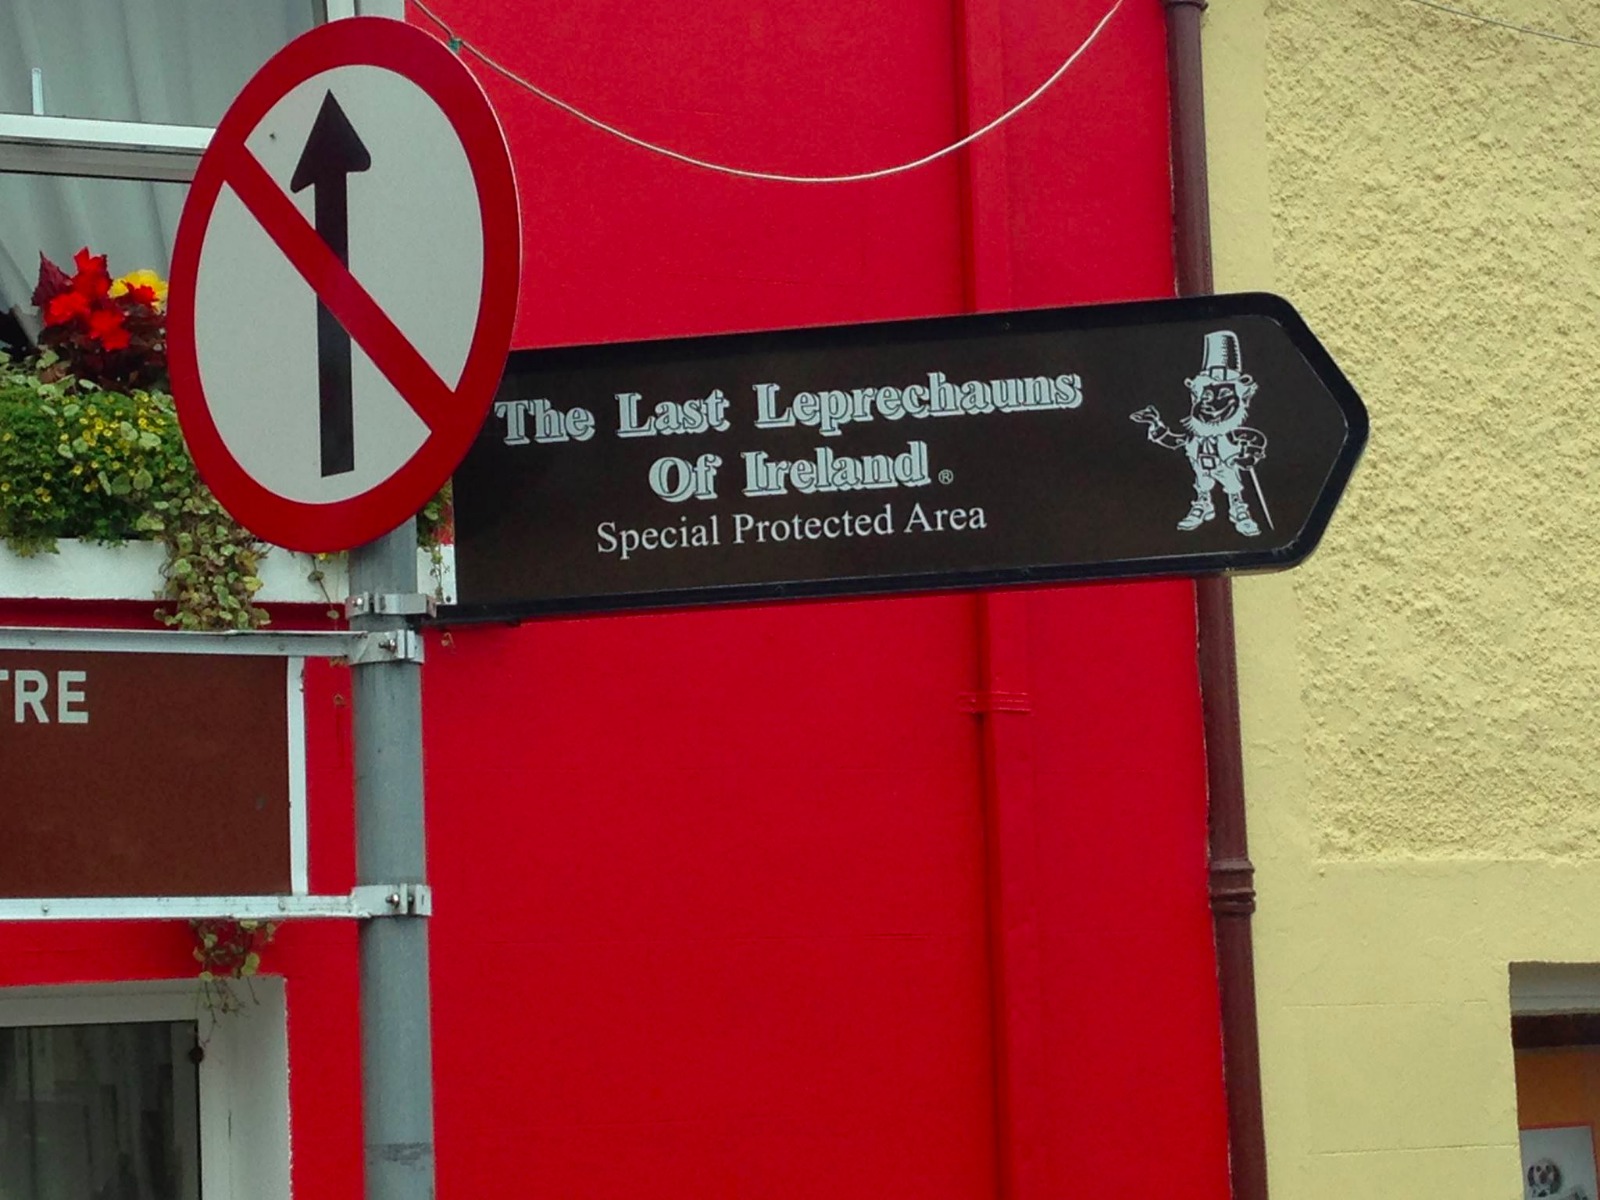 The Last Leprechauns
Of Ireland®
Special Protected Area
TRE